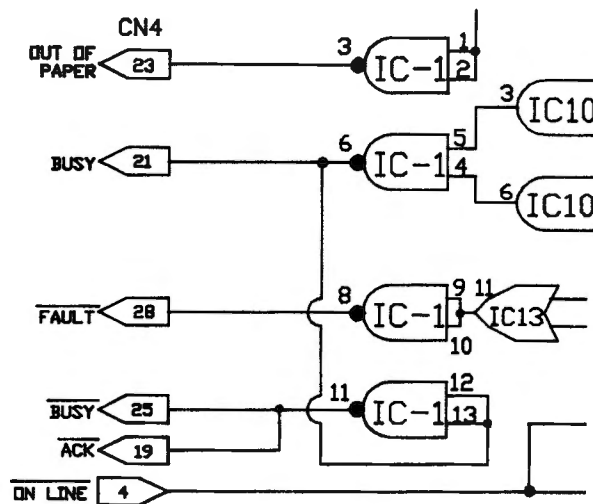 CN4
OUT OF
PAPER
23
3
IC-1
1
2
3
IC10
BUSY
21
6
IC-1
5
4
6
IC10
FAULT
28
8
IC-1
9
10
11
IC13
BUSY
25
11
IC-1
12
13
ACK
19
ON LINE
4